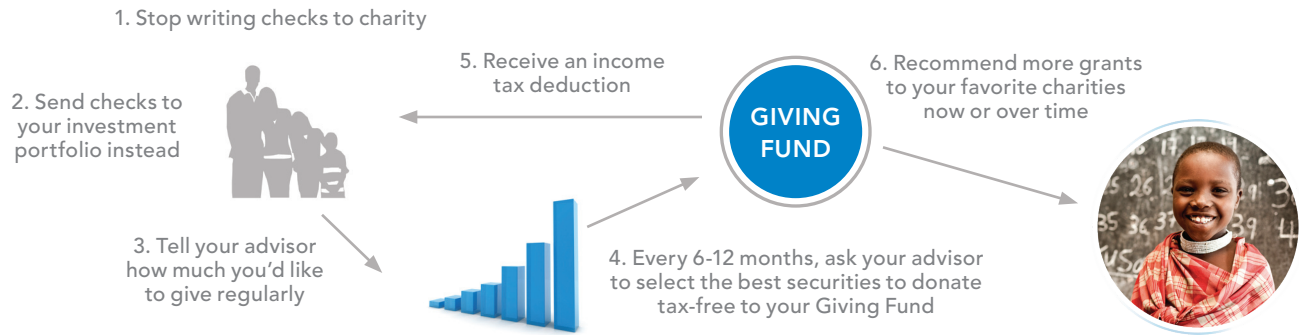 1. Stop writing checks to charity
2. Send checks to
your investment
portfolio instead
3. Tell your advisor
how much you'd like
to give regularly
4. Every 6-12 months, ask your advisor
to select the best securities to donate
tax-free to your Giving Fund
5. Receive an income
tax deduction
GIVING
FUND
6. Recommend more grants
to your favorite charities
now or over time